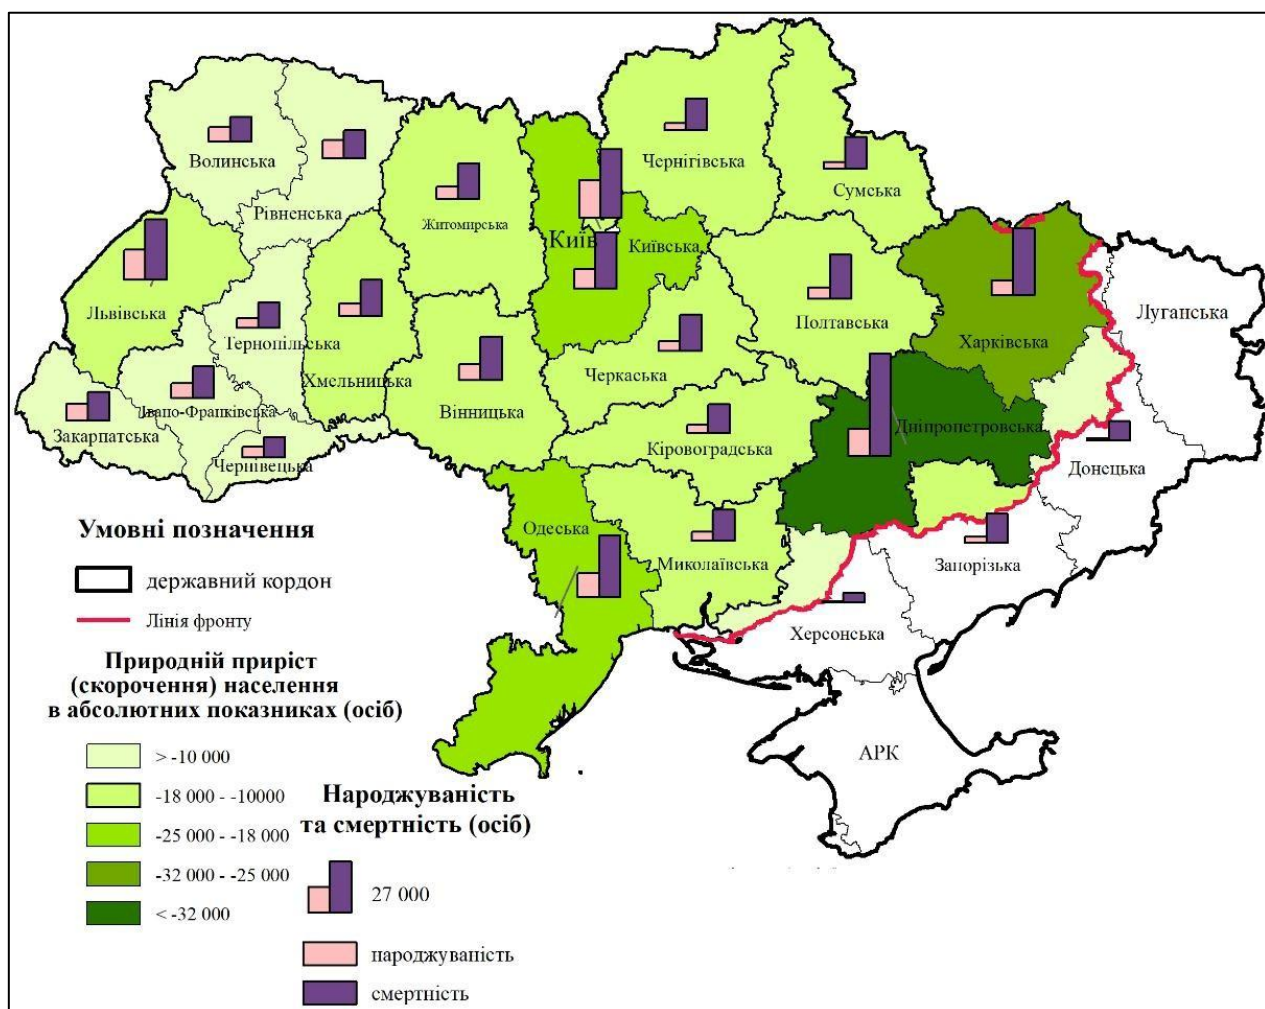 Волинська
Рівненська
Житомирська
Київ
Київська
Чернігівська
Сумська
Львівська
Тернопільська
Хмельницька
Вінницька
Черкаська
Полтавська
Харківська
Луганська
Закарпатська
Івано-Франківська
Чернівецька
Кіровоградська
Дніпропетровська
Донецька
Одеська
Миколаївська
Запорізька
Херсонська
АРК
Умовні позначення
державний кордон
Лінія фронту
Природній приріст
(скорочення) населення
в абсолютних показниках (осіб)
> -10 000
-18 000 - -10000
-25 000 - -18 000
-32 000 - -25 000
< -32 000
Народжуваність
та смертність (осіб)
27 000
народжуваність
смертність